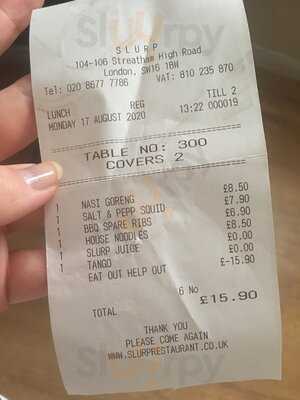 SLURP
104-106 Streatham High Road
London, SW16 1BW
Tel: 020 8677 7786 VAT: 810 235 870
TILL 2
LUNCH REG 13:22 000019
MONDAY 17 AUGUST 2020
TABLE NO: 300
COVERS 2
1 NASI GORENG £8.50
1 SALT & PEPP SQUID £7.90
1 BBQ SPARE RIBS £6.90
1 HOUSE NOODLES £8.50
1 SLURP JUICE £0.00
1 TANGO £0.00
EAT OUT HELP OUT £-15.90
6 No
TOTAL £15.90
THANK YOU
PLEASE COME AGAIN
WWW.SLURPRESTAURANT.CO.UK